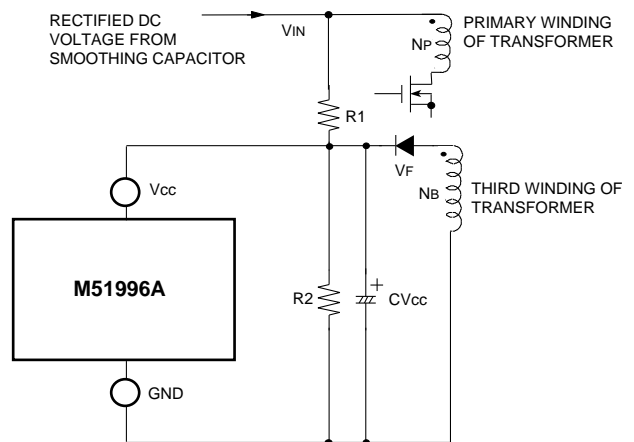 RECTIFIED DC
VOLTAGE FROM
SMOOTHING CAPACITOR
VIN
NP
PRIMARY WINDING
OF TRANSFORMER
R1
VF
Vcc
NB
THIRD WINDING OF
TRANSFORMER
M51996A
R2
+
CVcc
GND